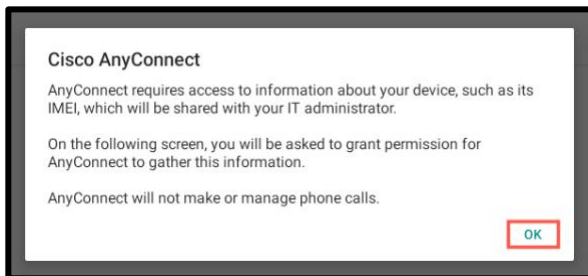 Cisco AnyConnect
AnyConnect requires access to information about your device, such as its
IMEI, which will be shared with your IT administrator.
On the following screen, you will be asked to grant permission for
AnyConnect to gather this information.
AnyConnect will not make or manage phone calls.
OK